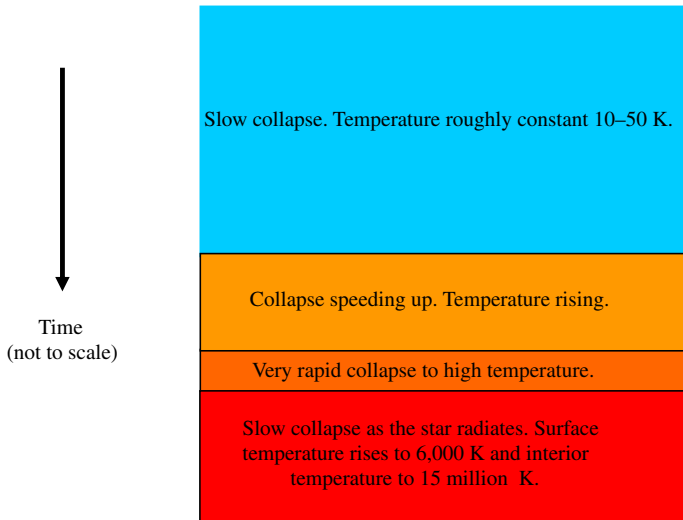 Slow collapse. Temperature roughly constant 10–50 K.
Collapse speeding up. Temperature rising.
Time
(not to scale)
Very rapid collapse to high temperature.
Slow collapse as the star radiates. Surface
temperature rises to 6,000 K and interior
temperature to 15 million K.